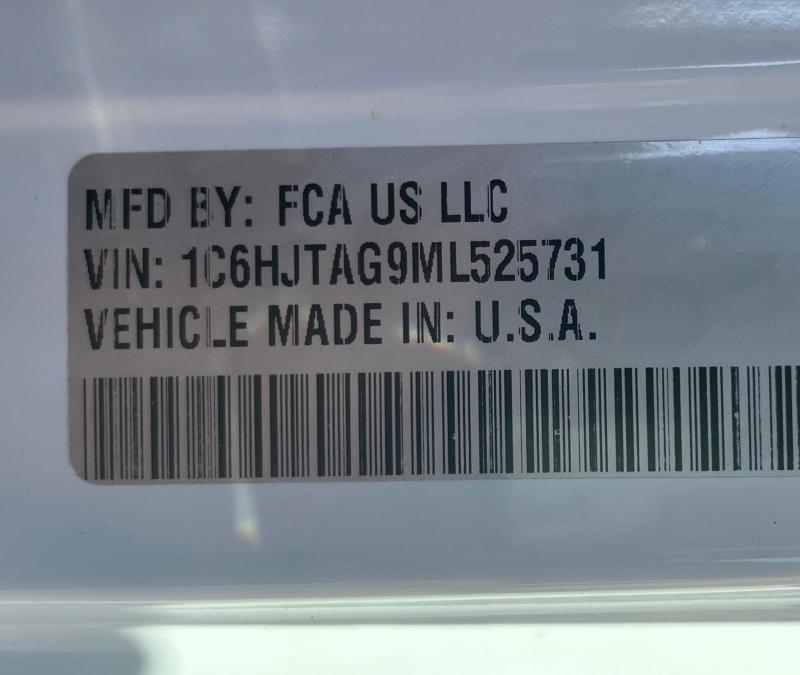 MFD BY: FCA US LLC
VIN: 1C6HJTAG9ML525731
VEHICLE MADE IN: U.S.A.